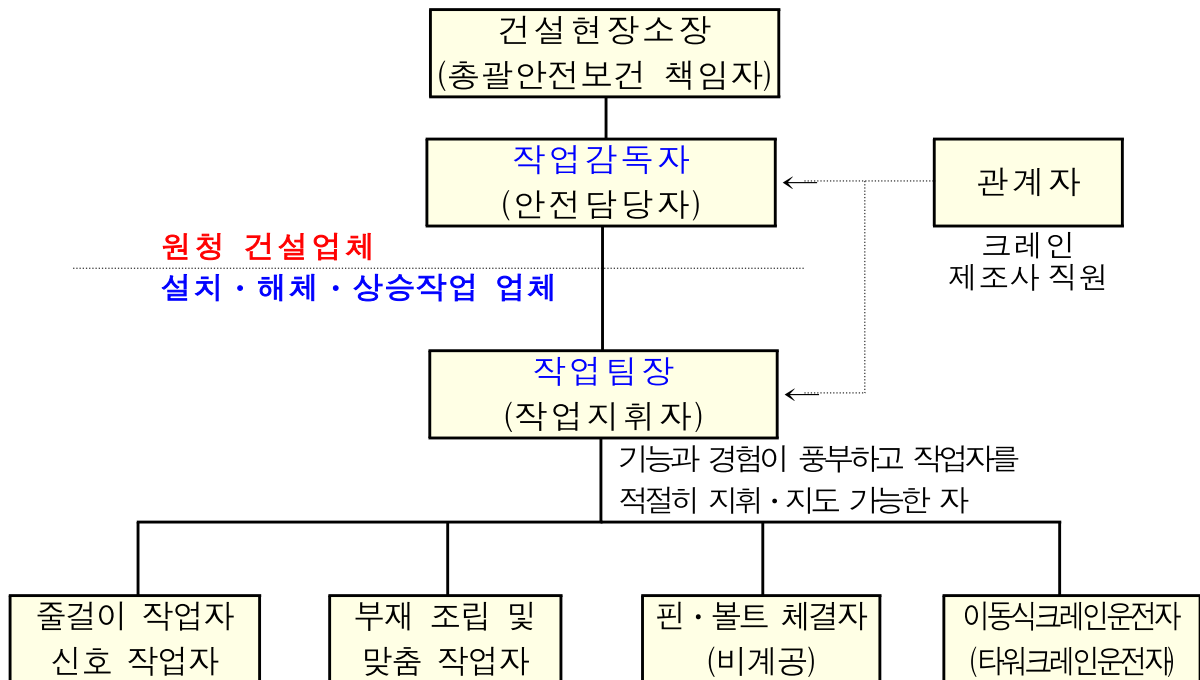 건설현장소장
(총괄안전보건 책임자)
작업감독자
(안전담당자)
관계자
크레인
제조사 직원
원청 건설업체
설치·해체·상승작업 업체
작업팀장
(작업지휘자)
기능과 경험이 풍부하고 작업자를
적절히 지휘·지도 가능한 자
줄걸이 작업자
신호 작업자
부재 조립 및
맞춤 작업자
핀·볼트 체결자
(비계공)
이동식크레인운전자
(타워크레인운전자)